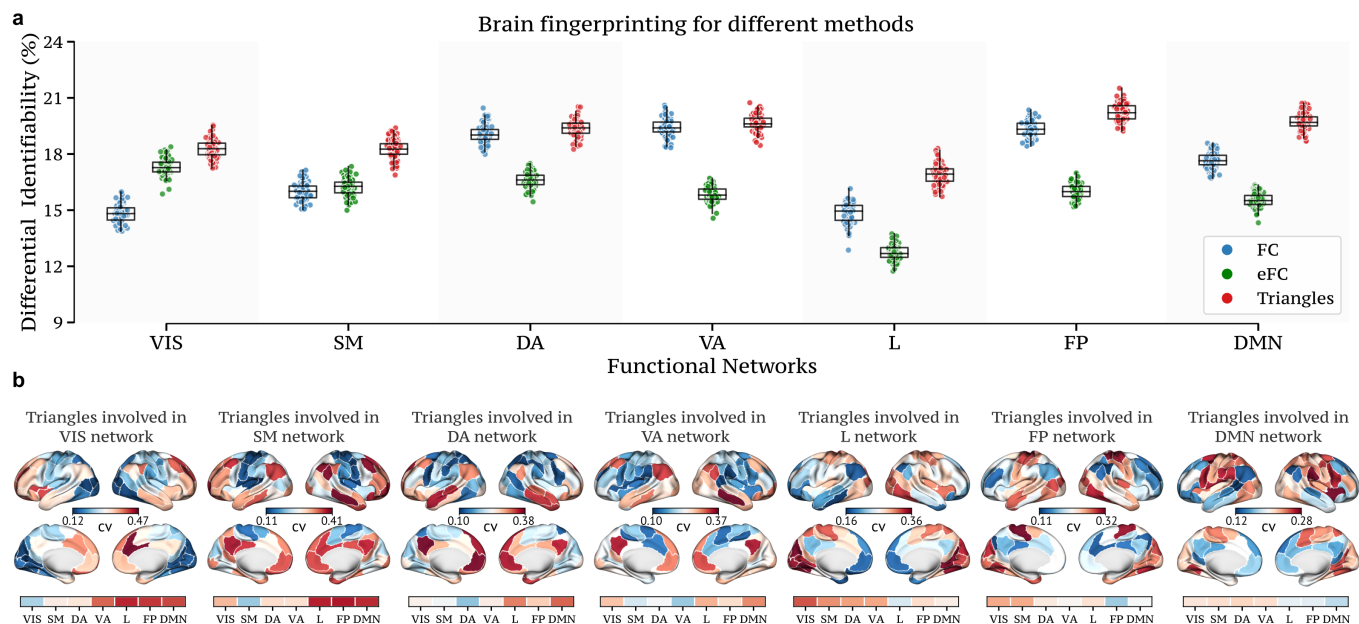 a
Brain fingerprinting for different methods
Differential Identifiability (%)
24
21
18
15
12
9
FC
eFC
Triangles
VIS SM DA VA L FP DMN
Functional Networks
b
Triangles involved in
VIS network
0.12 CV 0.47
VIS SM DA VA L FP DMN
Triangles involved in
SM network
0.11 CV 0.41
VIS SM DA VA L FP DMN
Triangles involved in
DA network
0.10 CV 0.38
VIS SM DA VA L FP DMN
Triangles involved in
VA network
0.10 CV 0.37
VIS SM DA VA L FP DMN
Triangles involved in
L network
0.16 CV 0.36
VIS SM DA VA L FP DMN
Triangles involved in
FP network
0.11 CV 0.32
VIS SM DA VA L FP DMN
Triangles involved in
DMN network
0.12 CV 0.28
VIS SM DA VA L FP DMN